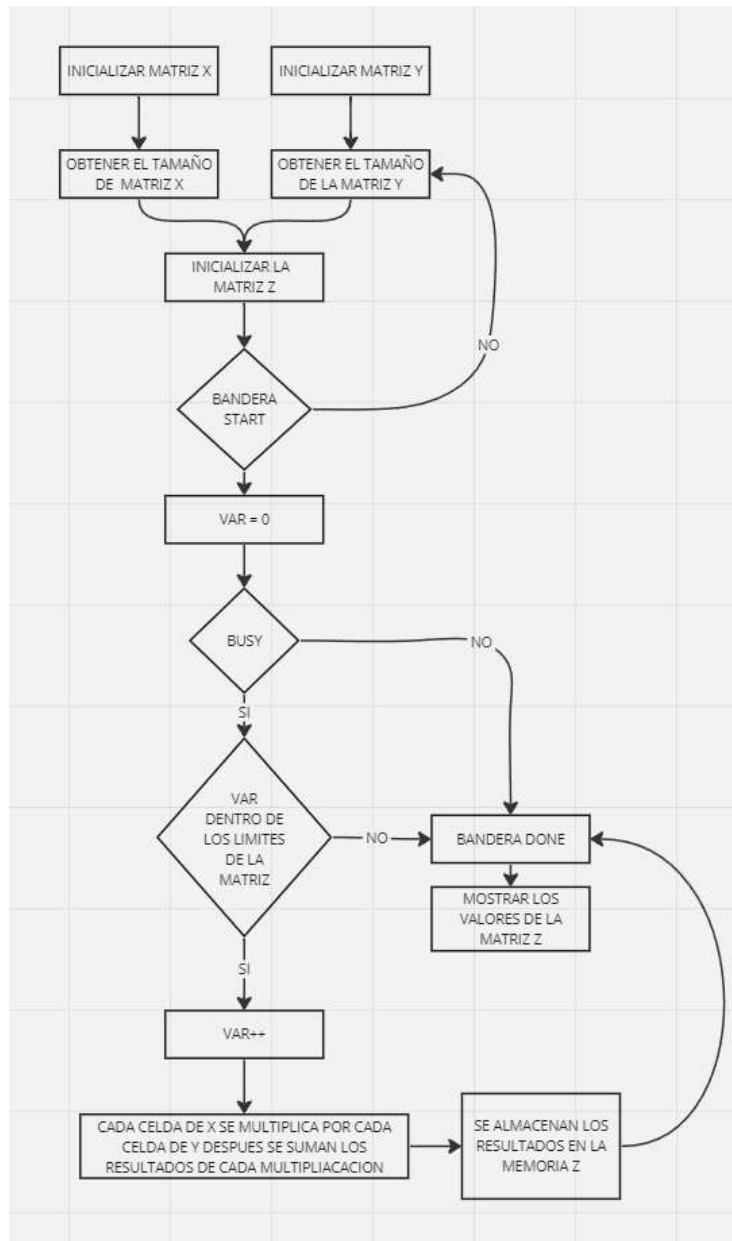 INICIALIZAR MATRIZ X
INICIALIZAR MATRIZ Y
OBTENER EL TAMAÑO
DE MATRIZ X
OBTENER EL TAMAÑO
DE LA MATRIZ Y
INICIALIZAR LA
MATRIZ Z
NO
BANDERA
START
VAR = 0
BUSY
NO
SI
VAR
DENTRO DE
LOS LIMITES
DE LA
MATRIZ
NO
BANDERA DONE
MOSTRAR LOS
VALORES DE LA
MATRIZ Z
SI
VAR++
CADA CELDA DE X SE MULTIPLICA POR CADA
CELDA DE Y DESPUES SE SUMAN LOS
RESULTADOS DE CADA MULTIPLIACACION
SE ALMACENAN LOS
RESULTADOS EN LA
MEMORIA Z